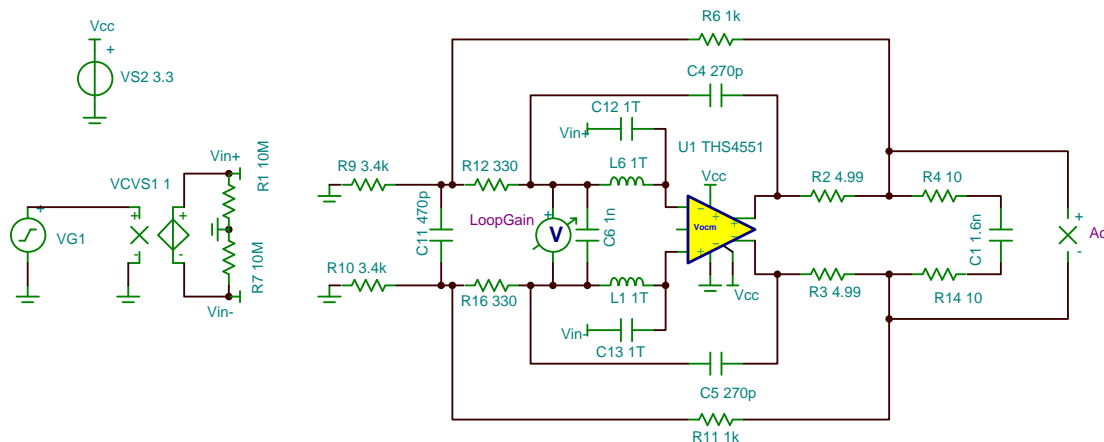 Vcc
+
VS2 3.3
VG1
+
VCVS1 1
+
-
+
-
Vin+
R1 10M
R7 10M
Vin-
R6 1k
C4 270p
C12 1T
Vin+
U1 THS4551
R9 3.4k
R12 330
L6 1T
Vcc
R2 4.99
R4 10
C11 470p
LoopGain
+
V
C6 1n
Vocm
C1 1.6n
+
-
Ao
R10 3.4k
R16 330
L1 1T
Vcc
R3 4.99
R14 10
Vin-
C13 1T
C5 270p
R11 1k